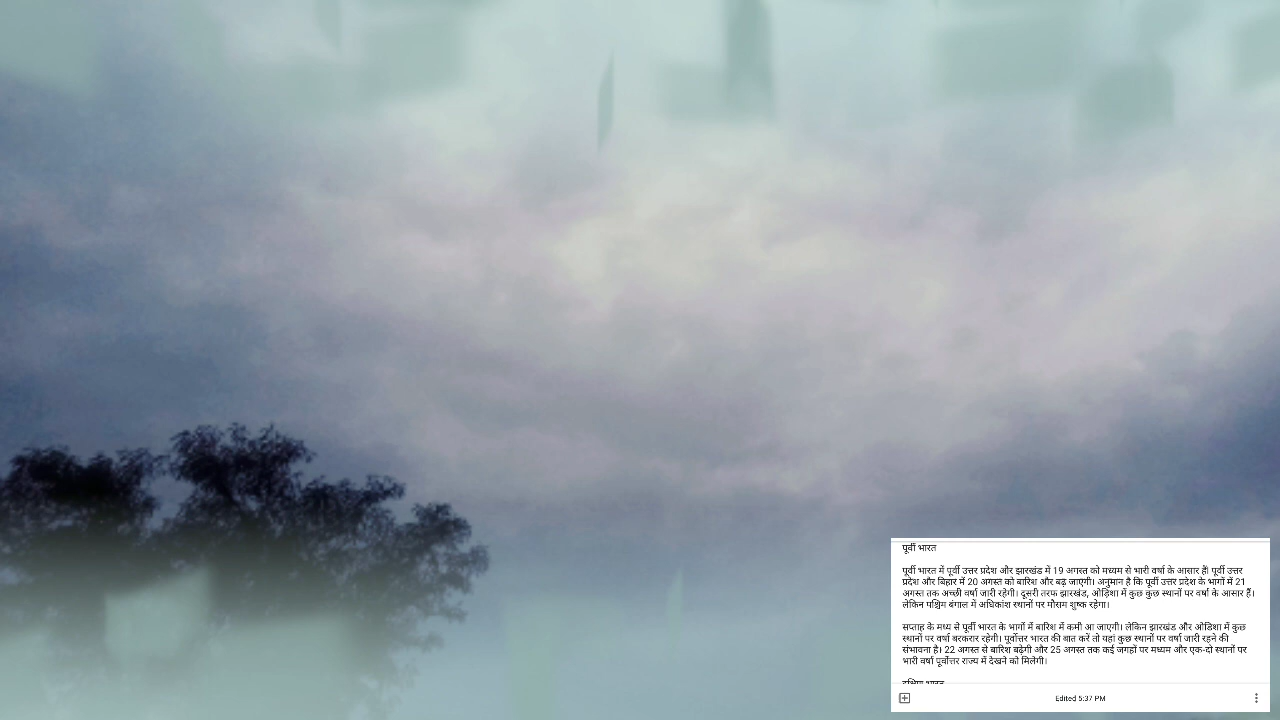 पूर्वी भारत
पूर्वी भारत में पूर्वी उत्तर प्रदेश और झारखंड में 19 अगस्त को मध्यम से भारी वर्षा के आसार हैं। पूर्वी उत्तर
प्रदेश और बिहार में 20 अगस्त को बारिश और बढ़ जाएगी। अनुमान है कि पूर्वी उत्तर प्रदेश के भागों में 21
अगस्त तक अच्छी वर्षा जारी रहेगी। दूसरी तरफ झारखंड, ओड़िशा में कुछ कुछ स्थानों पर वर्षा के आसार हैं।
लेकिन पश्चिम बंगाल में अधिकांश स्थानों पर मौसम शुष्क रहेगा।
सप्ताह के मध्य से पूर्वी भारत के भागों में बारिश में कमी आ जाएगी। लेकिन झारखंड और ओडिशा में कुछ
स्थानों पर वर्षा बरकरार रहेगी। पूर्वोत्तर भारत की बात करें तो यहां कुछ स्थानों पर वर्षा जारी रहने की
संभावना है। 22 अगस्त से बारिश बढ़ेगी और 25 अगस्त तक कई जगहों पर मध्यम और एक-दो स्थानों पर
भारी वर्षा पूर्वोत्तर राज्य में देखने को मिलेगी।
दक्षिण भारत
Edited 5:37 PM